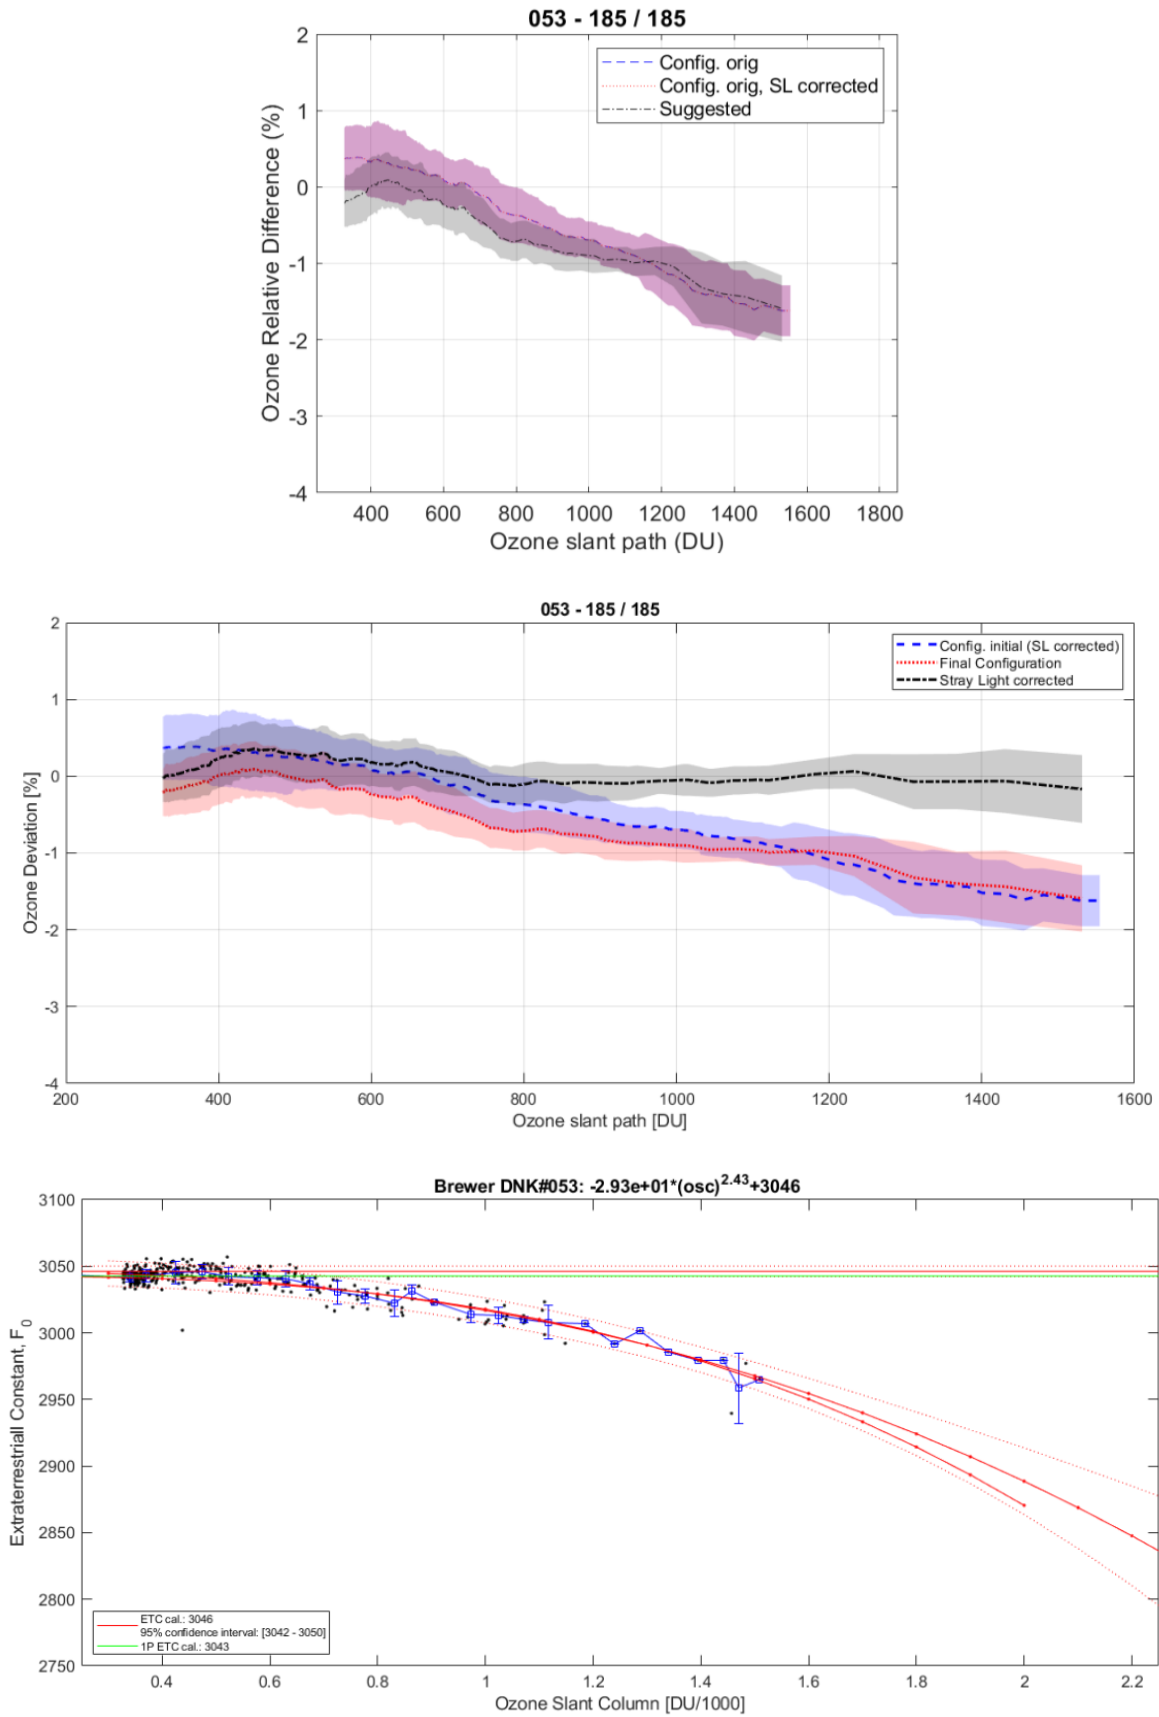 053 - 185 / 185
2
1
0
-1
-2
-3
-4
Ozone Relative Difference (%)
Config. orig
Config. orig, SL corrected
Suggested
400 600 800 1000 1200 1400 1600 1800
Ozone slant path (DU)
053 - 185 / 185
2
1
0
-1
-2
-3
-4
Ozone Deviation [%]
Config. initial (SL corrected)
Final Configuration
Stray Light corrected
200 400 600 800 1000 1200 1400 1600
Ozone slant path [DU]
Brewer DNK#053: -2.93e+01*(osc)^2.43+3046
3100
3050
3000
2950
2900
2850
2800
2750
Extraterrestriall Constant, F_0
ETC cal.: 3046
95% confidence interval: [3042 - 3050]
1P ETC cal.: 3043
0.4 0.6 0.8 1 1.2 1.4 1.6 1.8 2 2.2
Ozone Slant Column [DU/1000]